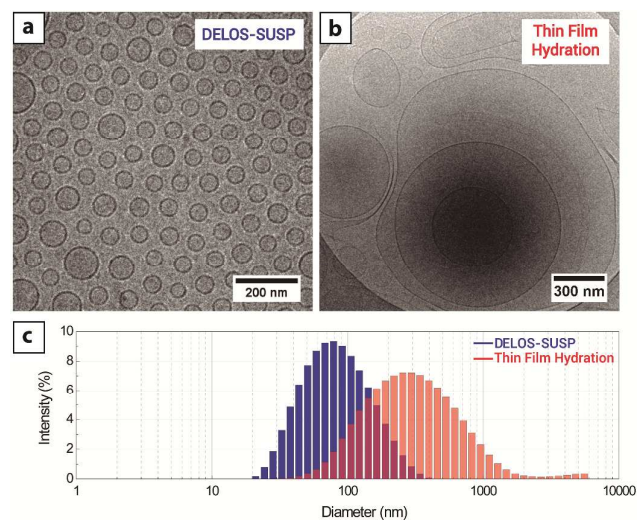 a
DELOS-SUSP
200 nm
b
Thin Film
Hydration
300 nm
c
DELOS-SUSP
Thin Film Hydration
Intensity (%)
10
8
6
4
2
0
1
10
100
1000
10000
Diameter (nm)